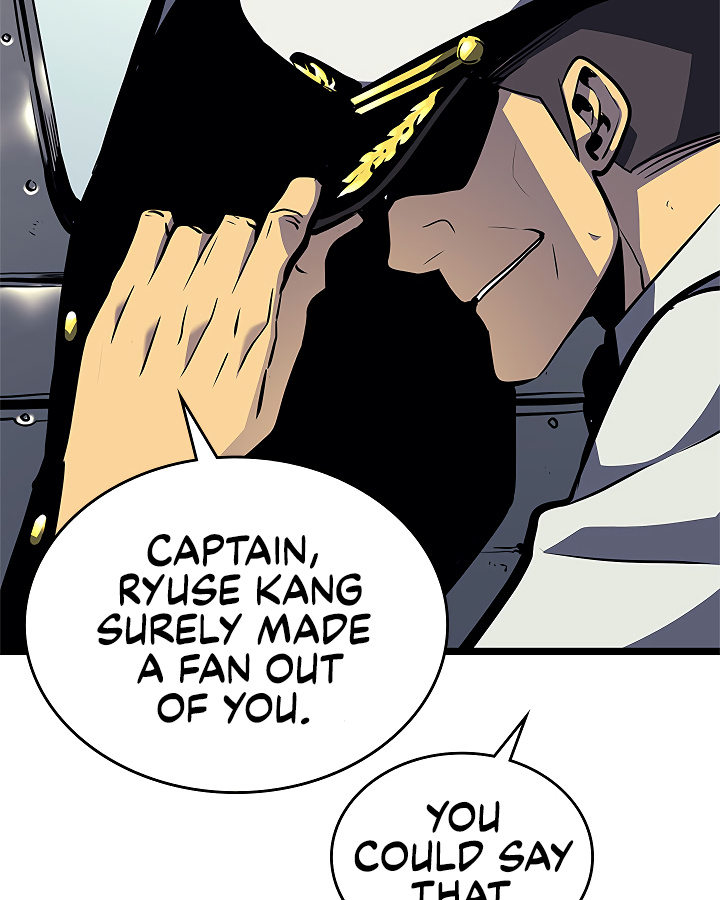 CAPTAIN,
RYUSE KANG
SURELY MADE
A FAN OUT
OF YOU.
YOU
COULD SAY
THAT